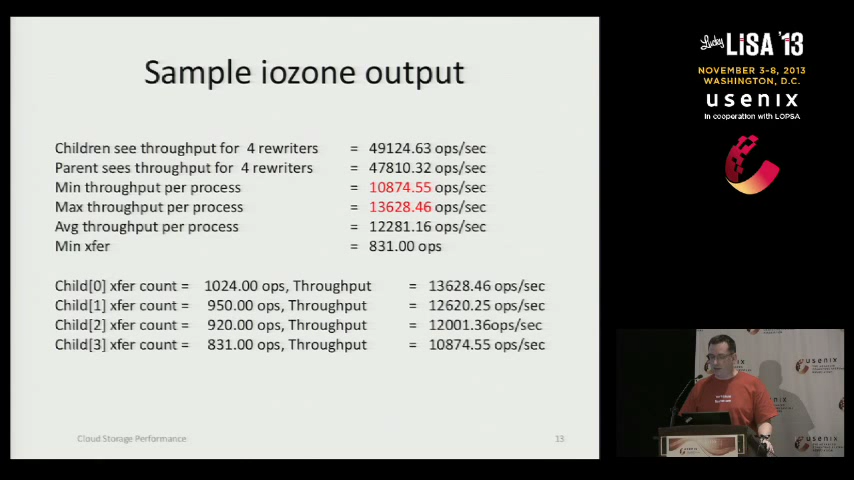 Sample iozone output
Children see throughput for 4 rewriters = 49124.63 ops/sec
Parent sees throughput for 4 rewriters = 47810.32 ops/sec
Min throughput per process = 10874.55 ops/sec
Max throughput per process = 13628.46 ops/sec
Avg throughput per process = 12281.16 ops/sec
Min xfer = 831.00 ops
Child[0] xfer count = 1024.00 ops, Throughput = 13628.46 ops/sec
Child[1] xfer count = 950.00 ops, Throughput = 12620.25 ops/sec
Child[2] xfer count = 920.00 ops, Throughput = 12001.36ops/sec
Child[3] xfer count = 831.00 ops, Throughput = 10874.55 ops/sec
Cloud Storage Performance 13
Lucky LISA '13
NOVEMBER 3-8, 2013
WASHINGTON, D.C.
usenix
in cooperation with LOPSA
usenix
usenix
usenix